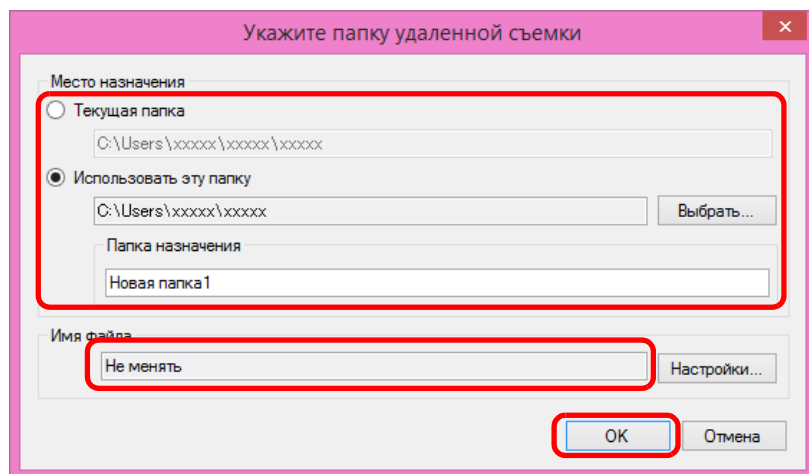 Укажите папку удаленной съемки
Место назначения
Текущая папка
C:\Users\xxxxx\xxxxx\xxxxx
Использовать эту папку
C:\Users\xxxxx\xxxxx
Выбрать...
Папка назначения
Новая папка1
Имя файла
Не менять
Настройки...
OK
Отмена